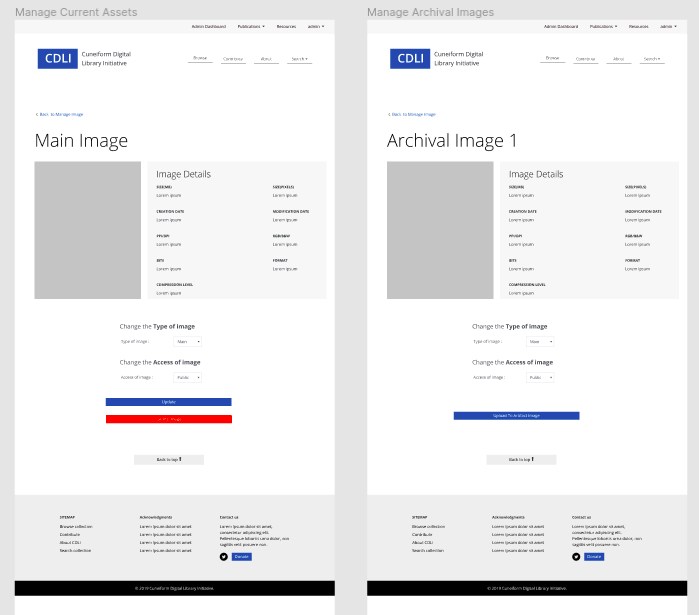 Manage Current Assets
Admin Dashboard Publications Resources admin
CDLI Cuneiform Digital
Library Initiative
Browse Contribute About Search
< Back to Manage Image
Main Image
Image Details
SIZE(MB) SIZE(PIXELS)
Lorem ipsum Lorem ipsum
CREATION DATE MODIFICATION DATE
Lorem ipsum Lorem ipsum
PPI/DPI RGB/B&W
Lorem ipsum Lorem ipsum
BITS FORMAT
Lorem ipsum Lorem ipsum
COMPRESSION LEVEL
Lorem ipsum
Change the Type of image
Type of image : Main
Change the Access of image
Access of image : Public
Update
Back to top
SITEMAP Acknowledgments Contact us
Browse collection Lorem ipsum dolor sit amet Lorem ipsum dolor sit amet,
Contribute Lorem ipsum dolor sit amet consectetur adipiscing elit.
About CDLI Lorem ipsum dolor sit amet Pellentesque lobortis urna dolor, non
Search collection Lorem ipsum dolor sit amet sagittis velit posuere non.
Donate
© 2019 Cuneiform Digital Library Initiative.
Manage Archival Images
Admin Dashboard Publications Resources admin
CDLI Cuneiform Digital
Library Initiative
Browse Contribute About Search
< Back to Manage Image
Archival Image 1
Image Details
SIZE(MB) SIZE(PIXELS)
Lorem ipsum Lorem ipsum
CREATION DATE MODIFICATION DATE
Lorem ipsum Lorem ipsum
PPI/DPI RGB/B&W
Lorem ipsum Lorem ipsum
BITS FORMAT
Lorem ipsum Lorem ipsum
COMPRESSION LEVEL
Lorem ipsum
Change the Type of image
Type of image : Main
Change the Access of image
Access of image : Public
Upload To Archival Image
Back to top
SITEMAP Acknowledgments Contact us
Browse collection Lorem ipsum dolor sit amet Lorem ipsum dolor sit amet,
Contribute Lorem ipsum dolor sit amet consectetur adipiscing elit.
About CDLI Lorem ipsum dolor sit amet Pellentesque lobortis urna dolor, non
Search collection Lorem ipsum dolor sit amet sagittis velit posuere non.
Donate
© 2019 Cuneiform Digital Library Initiative.